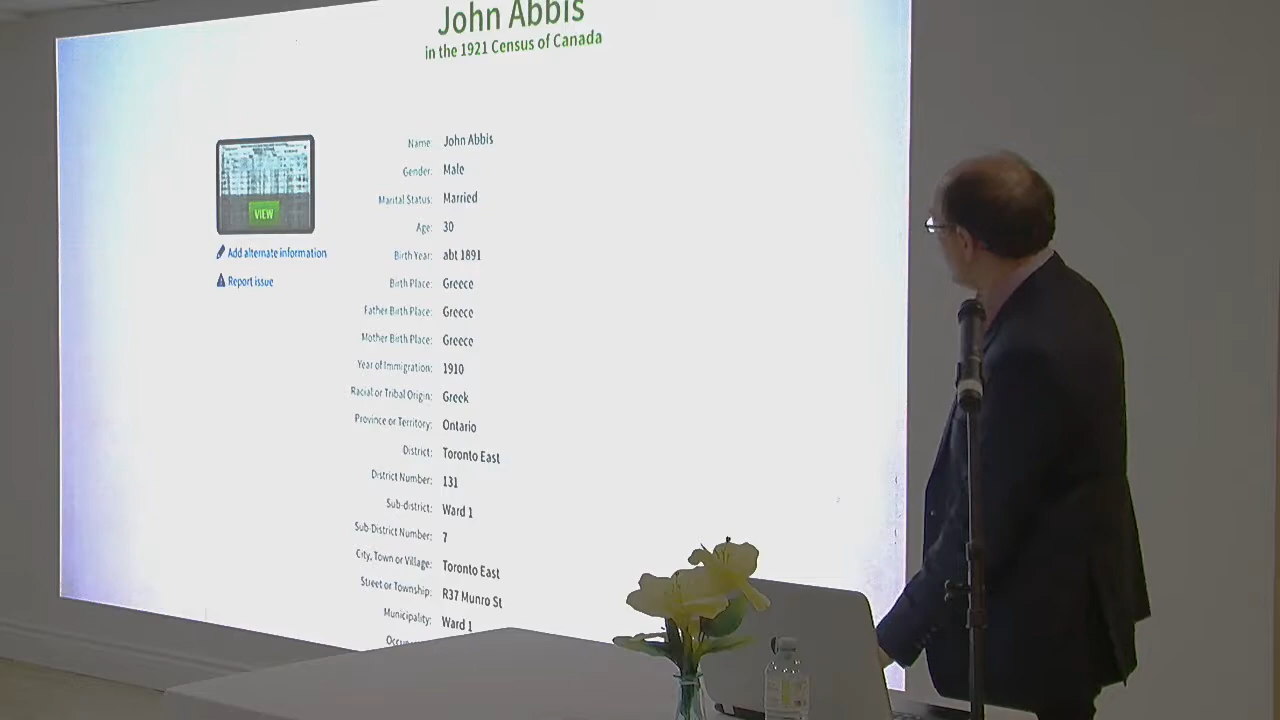 John Abbis
in the 1921 Census of Canada
VIEW
Add alternate information
Report issue
Name: John Abbis
Gender: Male
Marital Status: Married
Age: 30
Birth Year: abt 1891
Birth Place: Greece
Father Birth Place: Greece
Mother Birth Place: Greece
Year of Immigration: 1910
Racial or Tribal Origin: Greek
Province or Territory: Ontario
District: Toronto East
District Number: 131
Sub-district: Ward 1
Sub-District Number: 7
City, Town or Village: Toronto East
Street or Township: R37 Munro St
Municipality: Ward 1